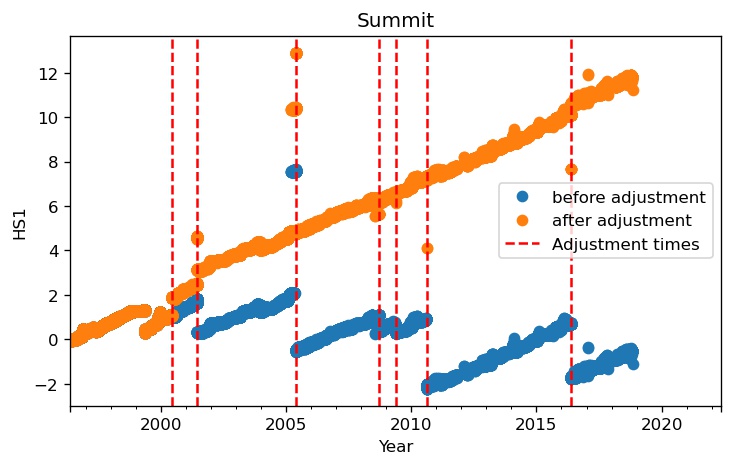 Summit
HS1
12
10
8
6
4
2
0
−2
before adjustment
after adjustment
Adjustment times
2000 2005 2010 2015 2020
Year